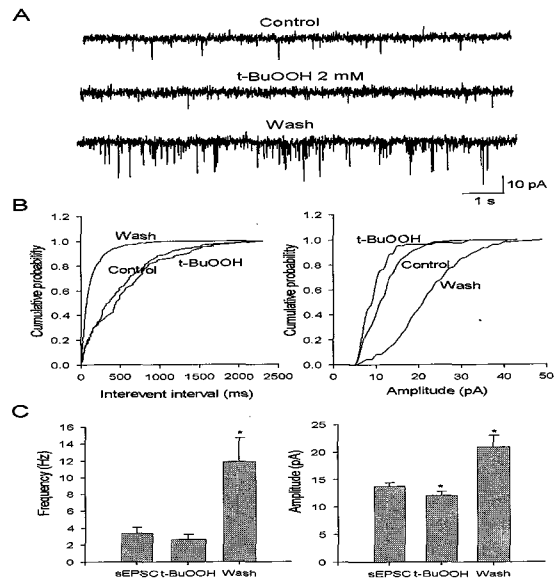 A
Control
t-BuOOH 2 mM
Wash
10 pA
1 s
B
Cumulative probability
1.2
1.0
0.8
0.6
0.4
0.2
0.0
Wash
Control
t-BuOOH
0 500 1000 1500 2000 2500
Interevent interval (ms)
Cumulative probability
1.2
1.0
0.8
0.6
0.4
0.2
0.0
t-BuOOH
Control
Wash
0 10 20 30 40 50
Amplitude (pA)
C
Frequency (Hz)
16
14
12
10
8
6
4
2
0
*
sEPSC t-BuOOH Wash
Amplitude (pA)
25
20
15
10
5
0
*
*
sEPSC t-BuOOH Wash